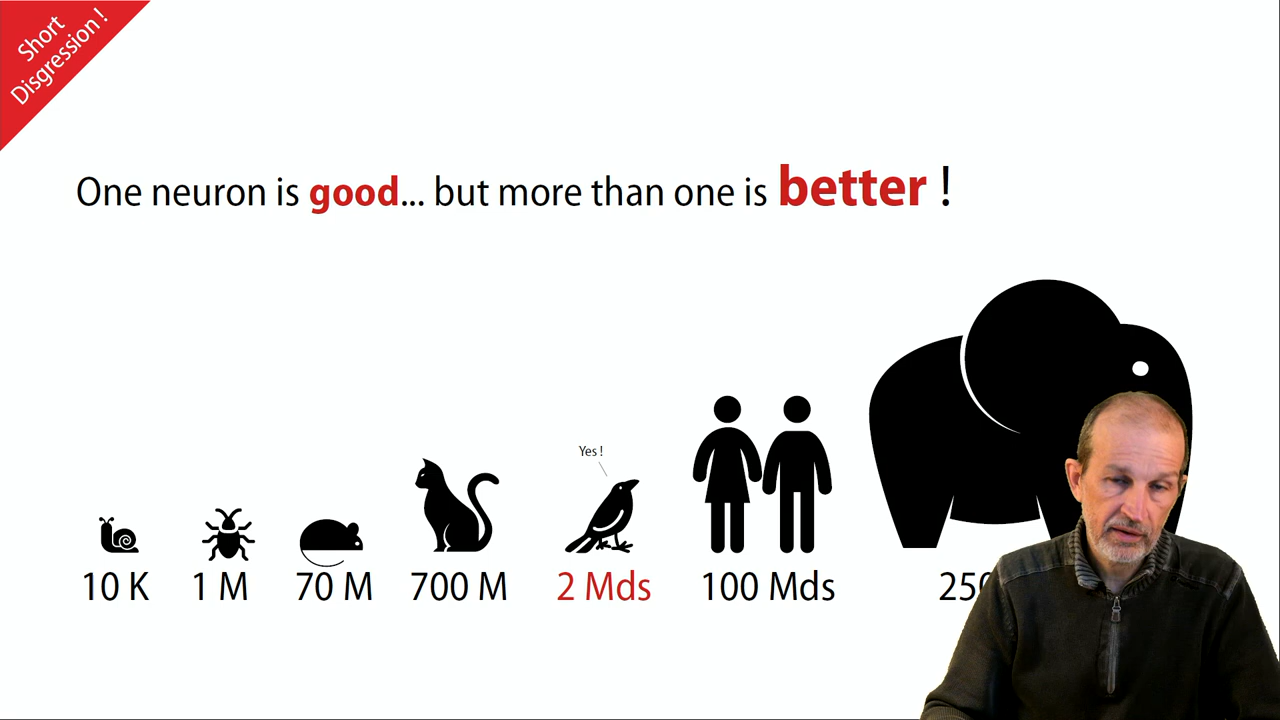 Short
Disgression !
One neuron is good... but more than one is better !
Yes !
10 K
1 M
70 M
700 M
2 Mds
100 Mds
250